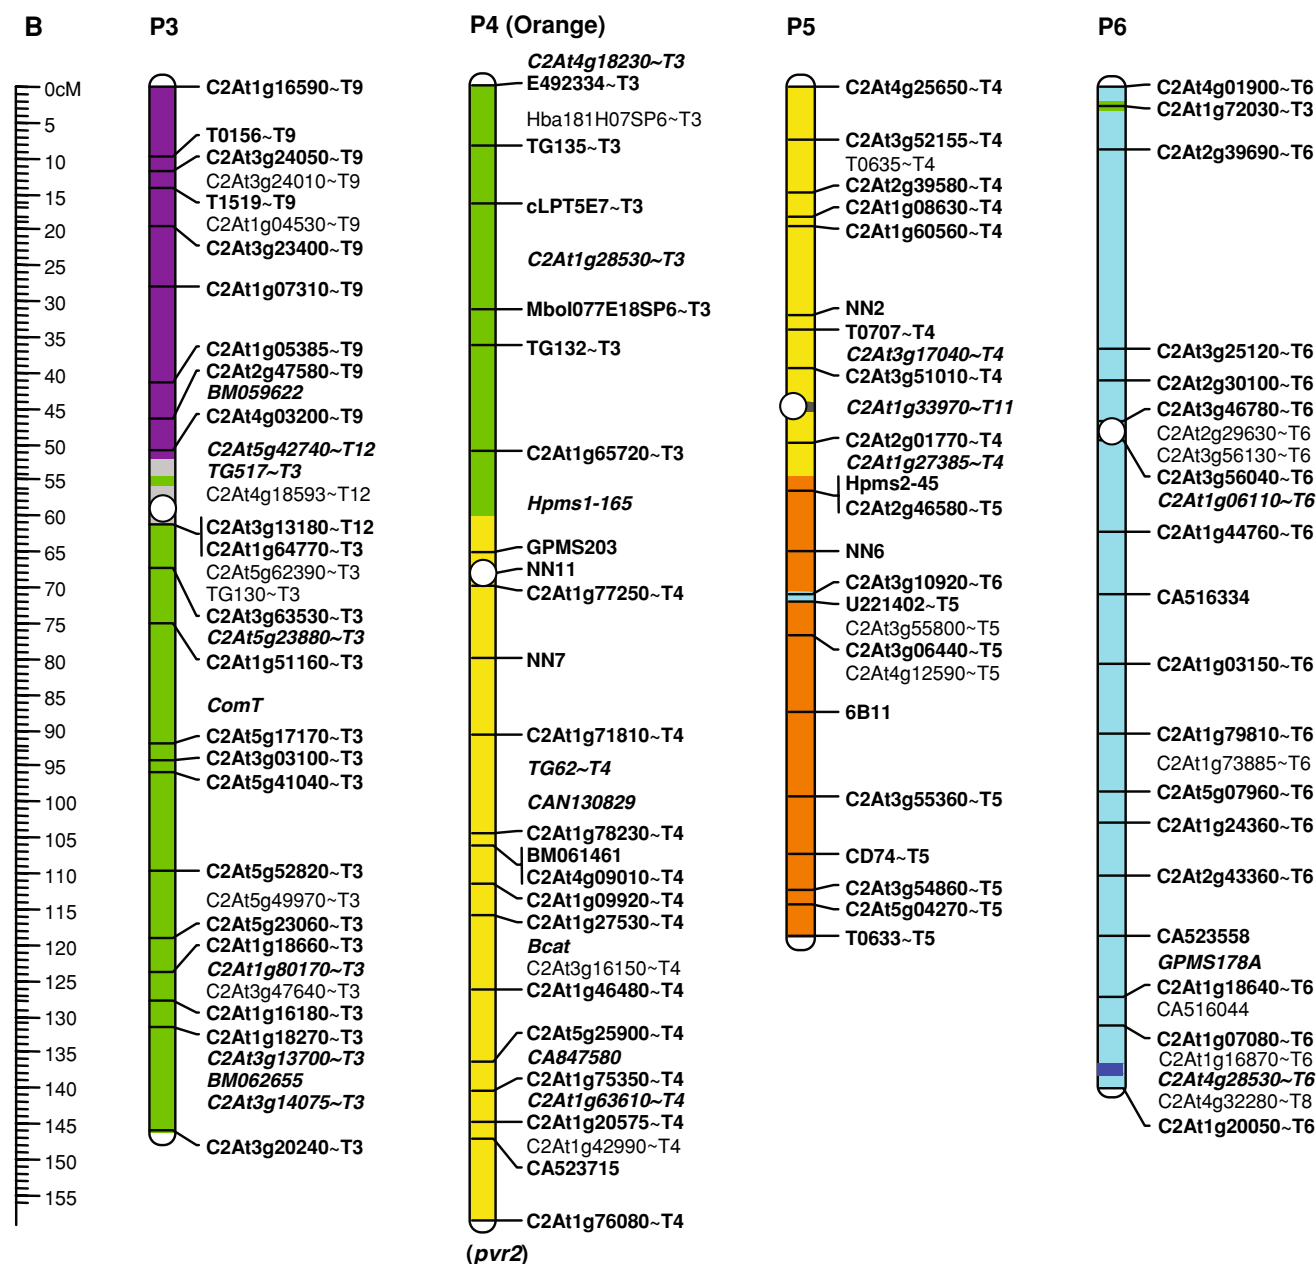 B
P3
P4 (Orange)
P5
P6
0cM
5
10
15
20
25
30
35
40
45
50
55
60
65
70
75
80
85
90
95
100
105
110
115
120
125
130
135
140
145
150
155
C2At1g16590~T9
T0156~T9
C2At3g24050~T9
C2At3g24010~T9
T1519~T9
C2At1g04530~T9
C2At3g23400~T9
C2At1g07310~T9
C2At1g05385~T9
C2At2g47580~T9
BM059622
C2At4g03200~T9
C2At5g42740~T12
TG517~T3
C2At4g18593~T12
C2At3g13180~T12
C2At1g64770~T3
C2At5g62390~T3
TG130~T3
C2At3g63530~T3
C2At5g23880~T3
C2At1g51160~T3
ComT
C2At5g17170~T3
C2At3g03100~T3
C2At5g41040~T3
C2At5g52820~T3
C2At5g49970~T3
C2At5g23060~T3
C2At1g18660~T3
C2At1g80170~T3
C2At3g47640~T3
C2At1g16180~T3
C2At1g18270~T3
C2At3g13700~T3
BM062655
C2At3g14075~T3
C2At3g20240~T3
C2At4g18230~T3
E492334~T3
Hba181H07SP6~T3
TG135~T3
cLPT5E7~T3
C2At1g28530~T3
MboI077E18SP6~T3
TG132~T3
C2At1g65720~T3
Hpms1-165
GPMS203
NN11
C2At1g77250~T4
NN7
C2At1g71810~T4
TG62~T4
CAN130829
C2At1g78230~T4
BM061461
C2At4g09010~T4
C2At1g09920~T4
C2At1g27530~T4
Bcat
C2At3g16150~T4
C2At1g46480~T4
C2At5g25900~T4
CA847580
C2At1g75350~T4
C2At1g63610~T4
C2At1g20575~T4
C2At1g42990~T4
CA523715
C2At1g76080~T4
(pvr2)
C2At4g25650~T4
C2At3g52155~T4
T0635~T4
C2At2g39580~T4
C2At1g08630~T4
C2At1g60560~T4
NN2
T0707~T4
C2At3g17040~T4
C2At3g51010~T4
C2At1g33970~T11
C2At2g01770~T4
C2At1g27385~T4
Hpms2-45
C2At2g46580~T5
NN6
C2At3g10920~T6
U221402~T5
C2At3g55800~T5
C2At3g06440~T5
C2At4g12590~T5
6B11
C2At3g55360~T5
CD74~T5
C2At3g54860~T5
C2At5g04270~T5
T0633~T5
C2At4g01900~T6
C2At1g72030~T3
C2At2g39690~T6
C2At3g25120~T6
C2At2g30100~T6
C2At3g46780~T6
C2At2g29630~T6
C2At3g56130~T6
C2At3g56040~T6
C2At1g06110~T6
C2At1g44760~T6
CA516334
C2At1g03150~T6
C2At1g79810~T6
C2At1g73885~T6
C2At5g07960~T6
C2At1g24360~T6
C2At2g43360~T6
CA523558
GPMS178A
C2At1g18640~T6
CA516044
C2At1g07080~T6
C2At1g16870~T6
C2At4g28530~T6
C2At4g32280~T8
C2At1g20050~T6